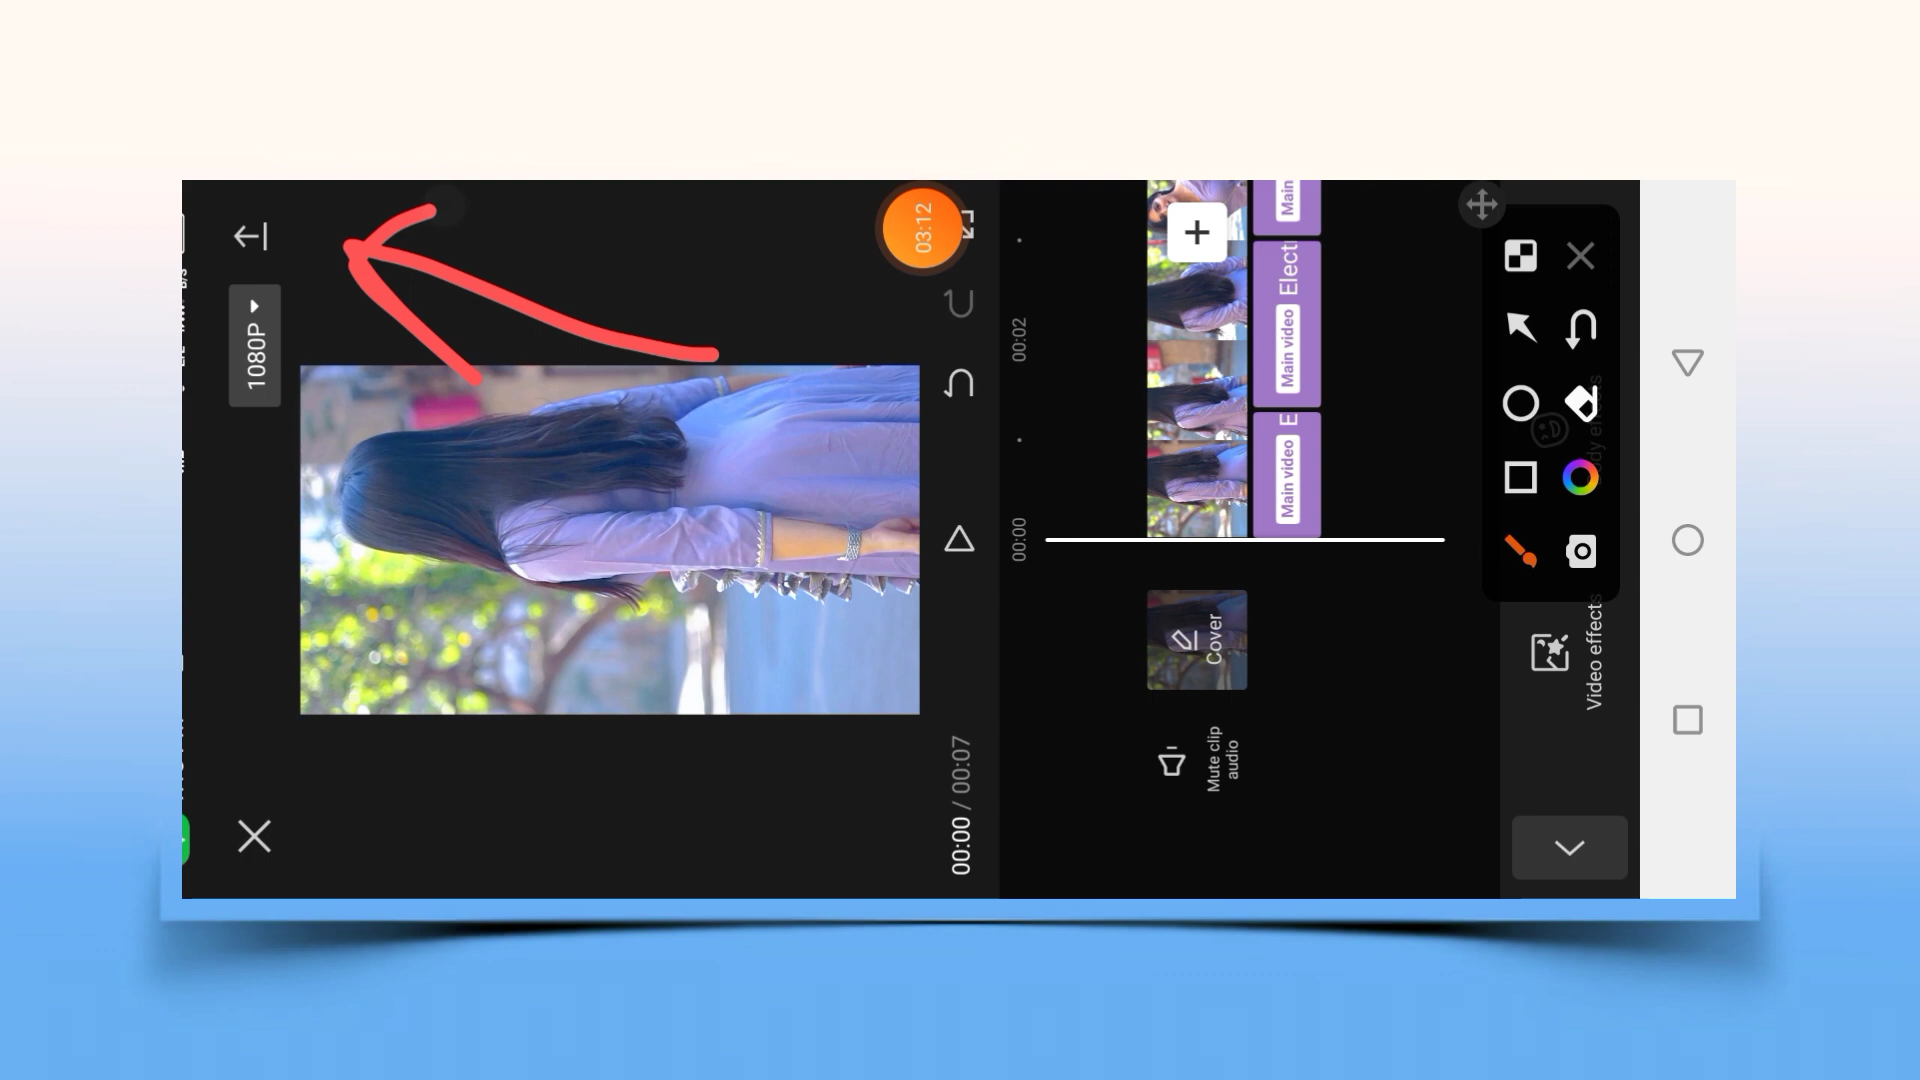 1080P
03:12
00:00 / 00:07
00:00
00:02
Mute clip
audio
Cover
Main video E
Main video Elect
Main
Video effects